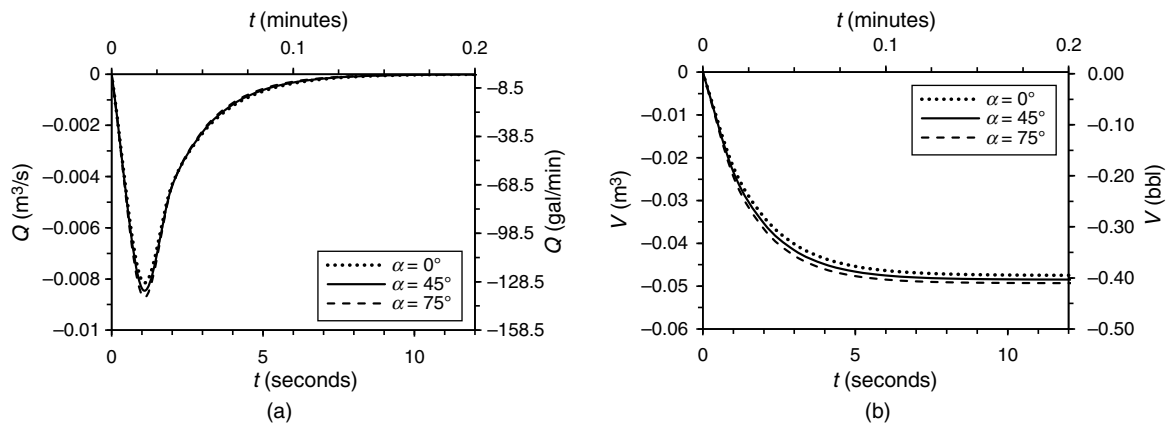 t (minutes)
0 0.1 0.2
0
−0.002
−0.004
−0.006
−0.008
−0.01
Q (m³/s)
−8.5
−38.5
−68.5
−98.5
−128.5
−158.5
Q (gal/min)
α = 0°
α = 45°
α = 75°
0 5 10
t (seconds)
(a)
t (minutes)
0 0.1 0.2
0
−0.01
−0.02
−0.03
−0.04
−0.05
−0.06
V (m³)
0.00
−0.10
−0.20
−0.30
−0.40
−0.50
V (bbl)
α = 0°
α = 45°
α = 75°
0 5 10
t (seconds)
(b)